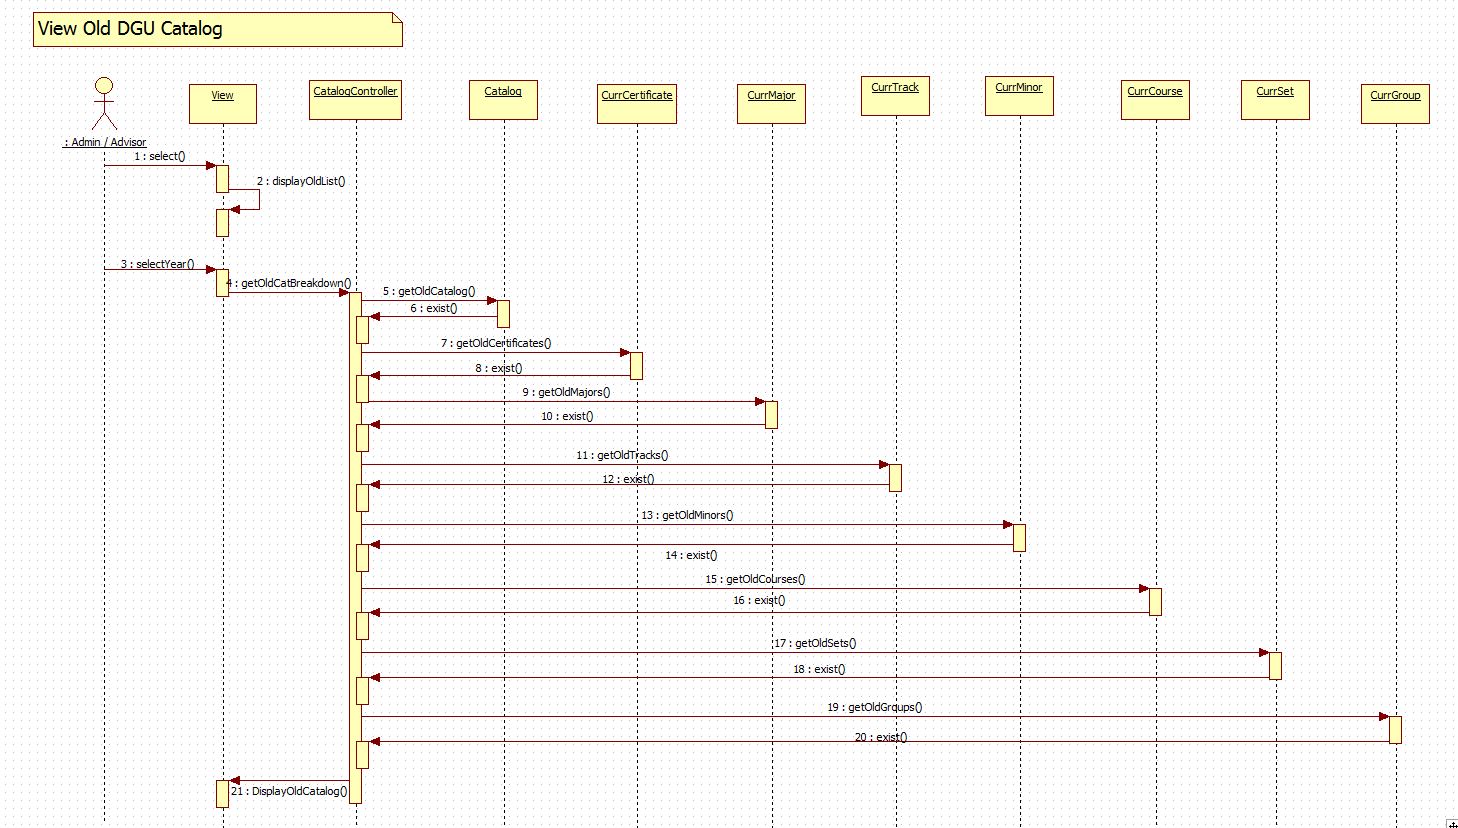 View Old DGU Catalog
View
CatalogController
Catalog
CurrCertificate
CurrMajor
CurrTrack
CurrMinor
CurrCourse
CurrSet
CurrGroup
: Admin / Advisor
1 : select()
2 : displayOldList()
3 : selectYear()
4 : getOldCatBreakdown()
5 : getOldCatalog()
6 : exist()
7 : getOldCertificates()
8 : exist()
9 : getOldMajors()
10 : exist()
11 : getOldTracks()
12 : exist()
13 : getOldMinors()
14 : exist()
15 : getOldCourses()
16 : exist()
17 : getOldSets()
18 : exist()
19 : getOldGroups()
20 : exist()
21 : DisplayOldCatalog()